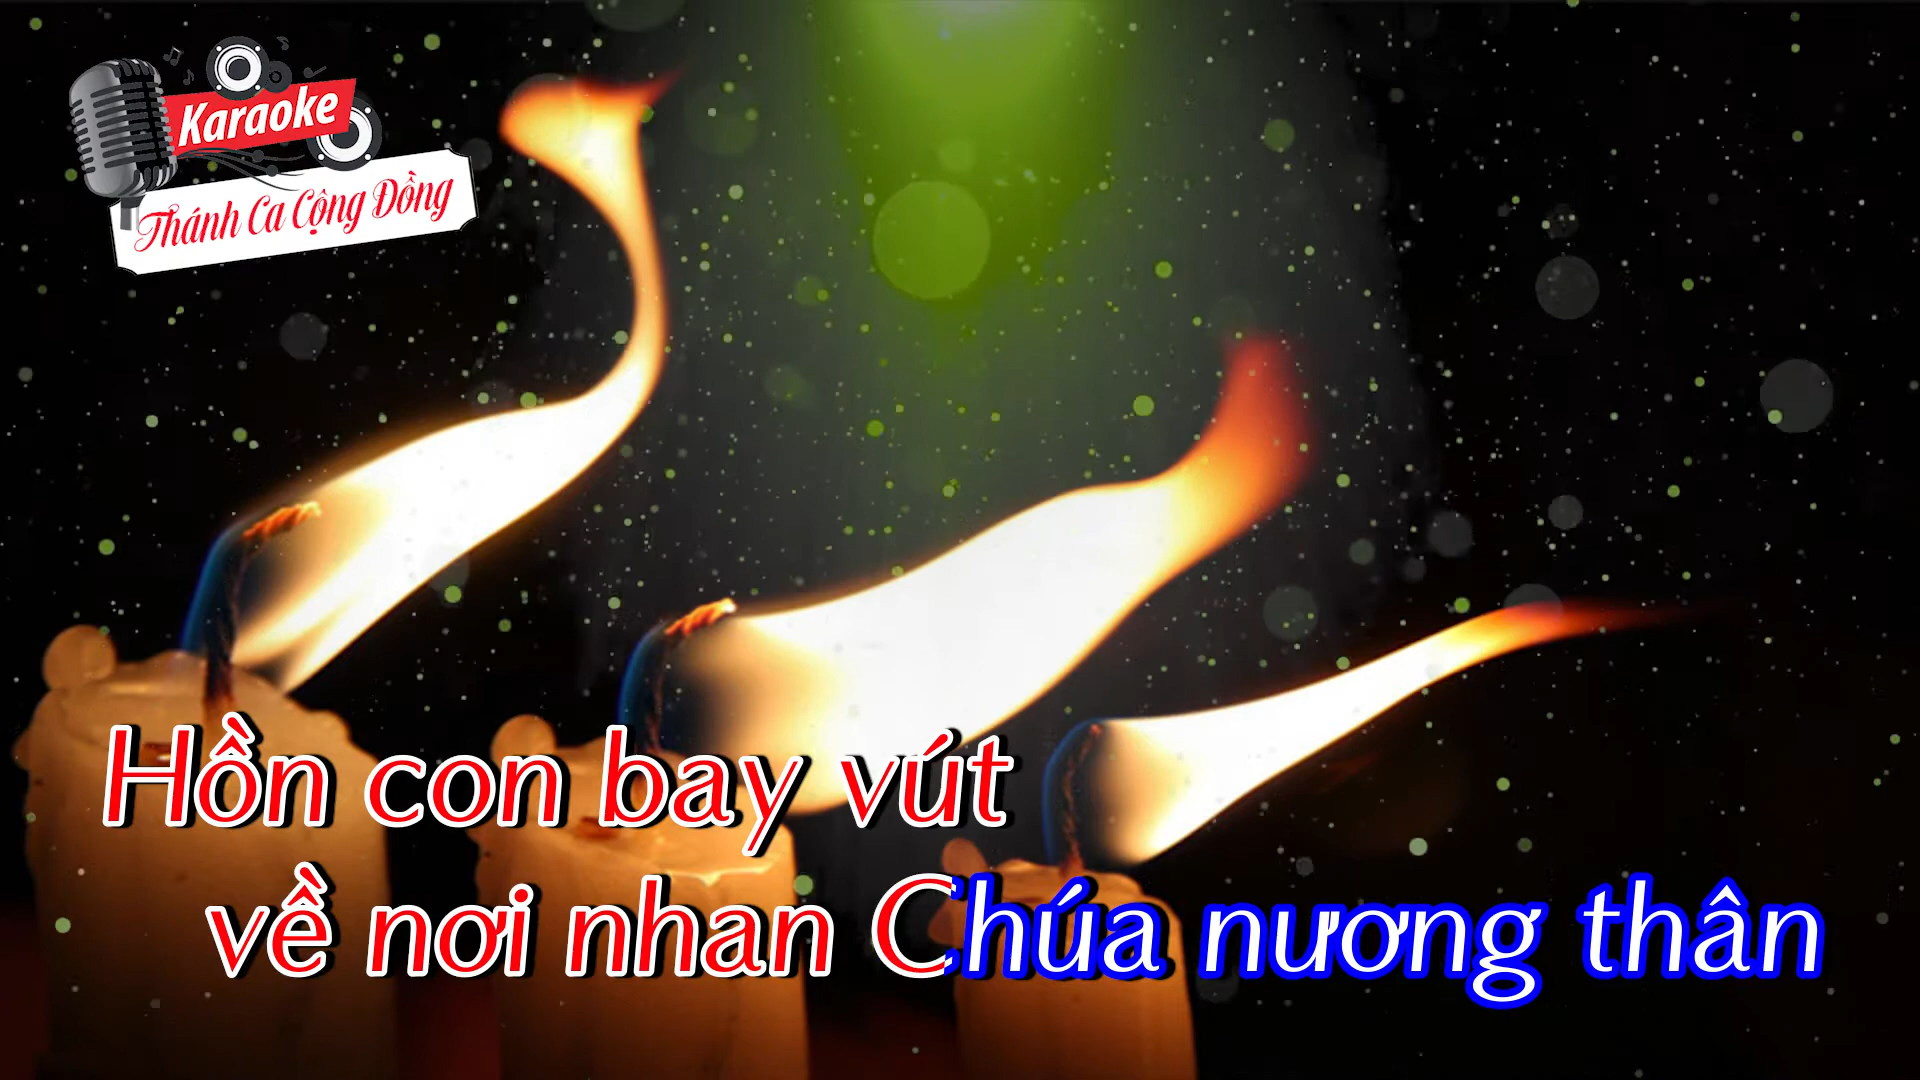 Karaoke
Thánh Ca Cộng Đồng
Hồn con bay vút
về nơi nhan Chúa nương thân